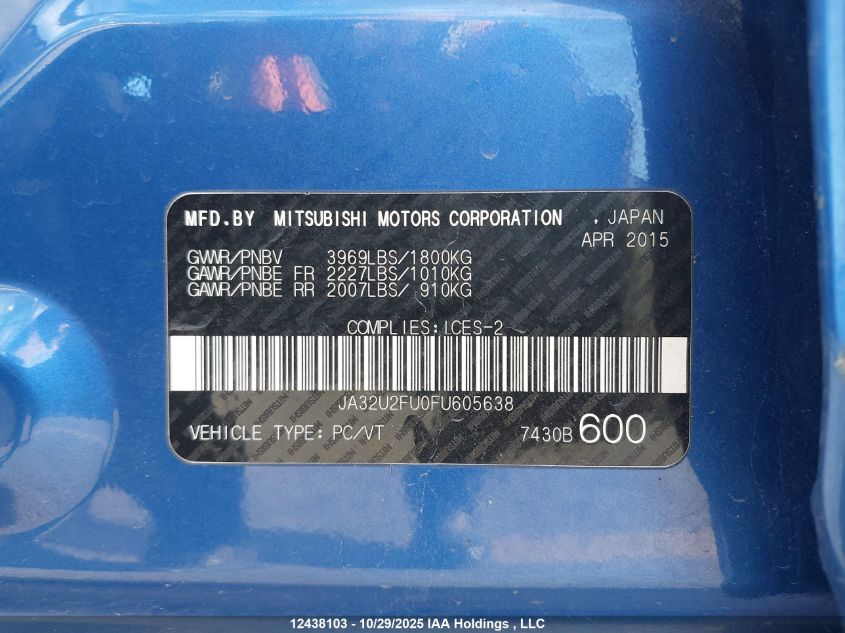 MFD.BY MITSUBISHI MOTORS CORPORATION , JAPAN
APR 2015
GVWR/PNBV 3969LBS/1800KG
GAWR/PNBE FR 2227LBS/1010KG
GAWR/PNBE RR 2007LBS/ 910KG
COMPLIES:ICES-2
JA32U2FU0FU605638
VEHICLE TYPE: PC/VT 7430B 600
12438103 - 10/29/2025 IAA Holdings, LLC